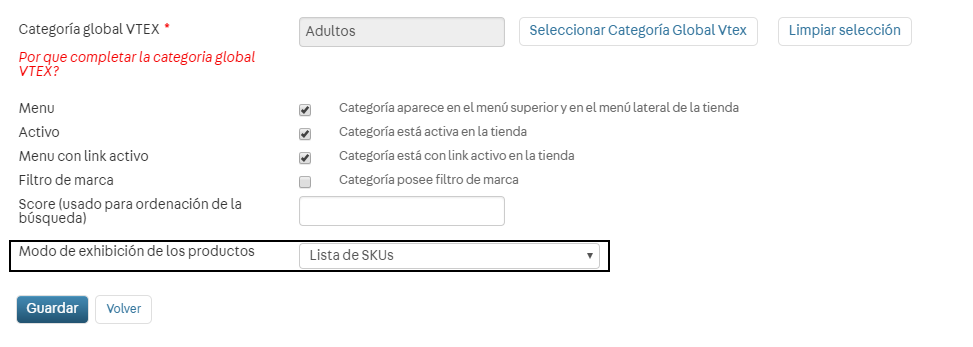 Categoría global VTEX * Adultos Seleccionar Categoría Global Vtex Limpiar selección
Por que completar la categoria global
VTEX?
Menu Categoría aparece en el menú superior y en el menú lateral de la tienda
Activo Categoría está activa en la tienda
Menu con link activo Categoría está con link activo en la tienda
Filtro de marca Categoría posee filtro de marca
Score (usado para ordenación de la
búsqueda)
Modo de exhibición de los productos Lista de SKUs
Guardar Volver